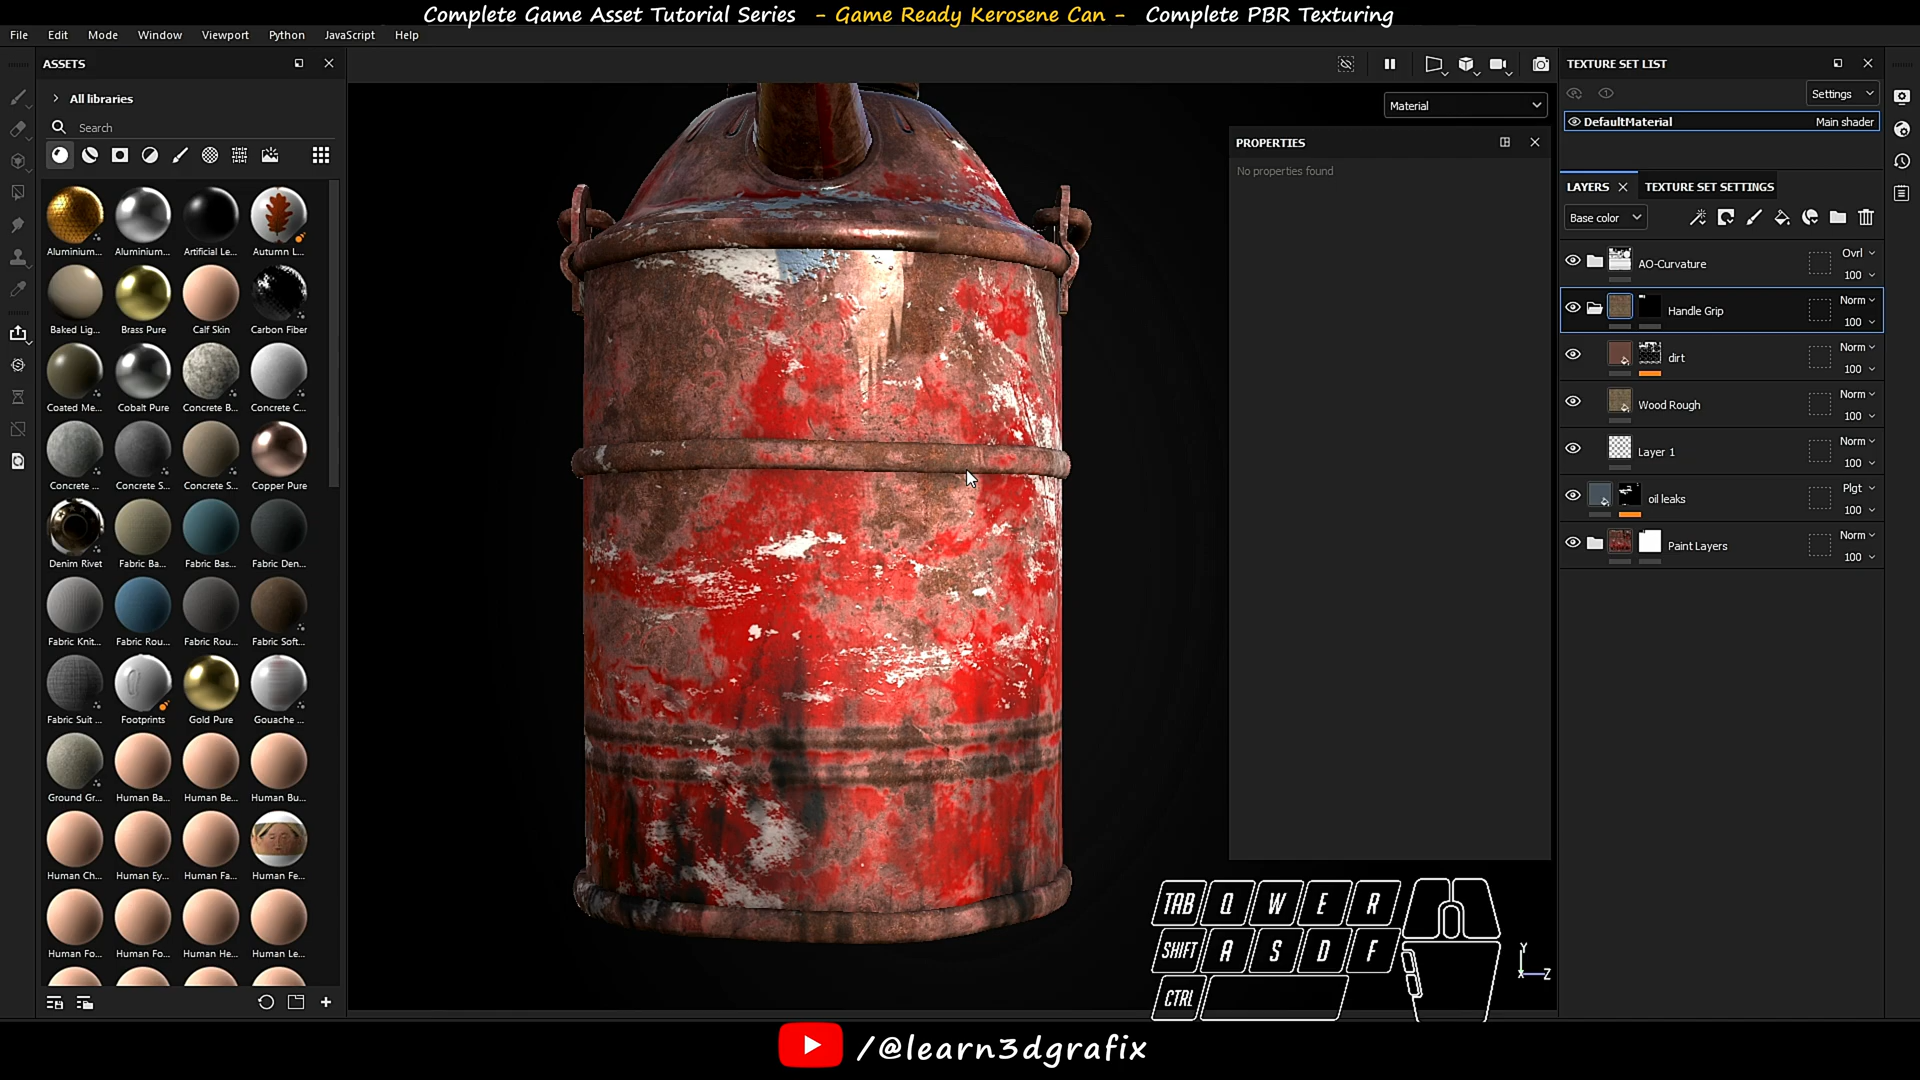 Complete Game Asset Tutorial Series - Game Ready Kerosene Can - Complete PBR Texturing
File Edit Mode Window Viewport Python JavaScript Help
ASSETS
All libraries
Search
Aluminium... Aluminium... Artificial Le... Autumn L...
Baked Lig... Brass Pure Calf Skin Carbon Fiber
Coated Me... Cobalt Pure Concrete B... Concrete C...
Concrete ... Concrete S... Concrete S... Copper Pure
Denim Rivet Fabric Ba... Fabric Bas... Fabric Den...
Fabric Knit... Fabric Rou... Fabric Rou... Fabric Soft...
Fabric Suit ... Footprints Gold Pure Gouache ...
Ground Gr... Human Ba... Human Be... Human Bu...
Human Ch... Human Ey... Human Fa... Human Fe...
Human Fo... Human Fo... Human He... Human Le...
Material
PROPERTIES
No properties found
TEXTURE SET LIST
Settings
DefaultMaterial Main shader
LAYERS TEXTURE SET SETTINGS
Base color
AO-Curvature Ovrl 100
Handle Grip Norm 100
dirt Norm 100
Wood Rough Norm 100
Layer 1 Norm 100
oil leaks Plgt 100
Paint Layers Norm 100
TAB Q W E R
SHIFT A S D F
CTRL
Y
X Z
/@learn3dgrafix